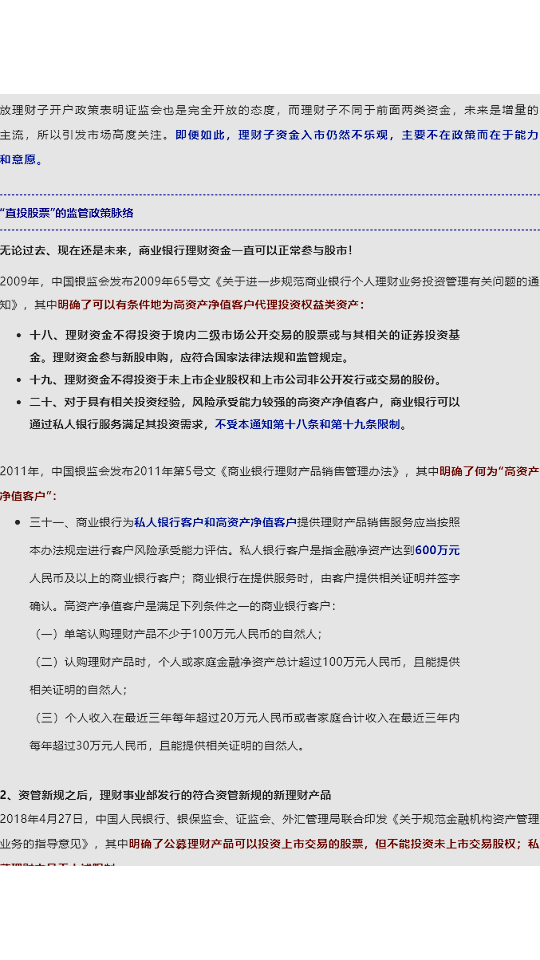 放理财子开户政策表明证监会也是完全开放的态度，而理财子不同于前面两类资金，未来是增量的
主流，所以引发市场高度关注。即便如此，理财子资金入市仍然不乐观，主要不在政策而在于能力
和意愿。
“直投股票”的监管政策脉络
无论过去、现在还是未来，商业银行理财资金一直可以正常参与股市！
2009年，中国银监会发布2009年65号文《关于进一步规范商业银行个人理财业务投资管理有关问题的通
知》，其中明确了可以有条件地为高资产净值客户代理投资权益类资产：
• 十八、理财资金不得投资于境内二级市场公开交易的股票或与其相关的证券投资基
金。理财资金参与新股申购，应符合国家法律法规和监管规定。
• 十九、理财资金不得投资于未上市企业股权和上市公司非公开发行或交易的股份。
• 二十、对于具有相关投资经验，风险承受能力较强的高资产净值客户，商业银行可以
通过私人银行服务满足其投资需求，不受本通知第十八条和第十九条限制。
2011年，中国银监会发布2011年第5号文《商业银行理财产品销售管理办法》，其中明确了何为“高资产
净值客户”：
• 三十一、商业银行为私人银行客户和高资产净值客户提供理财产品销售服务应当按照
本办法规定进行客户风险承受能力评估。私人银行客户是指金融净资产达到600万元
人民币及以上的商业银行客户；商业银行在提供服务时，由客户提供相关证明并签字
确认。高资产净值客户是满足下列条件之一的商业银行客户：
（一）单笔认购理财产品不少于100万元人民币的自然人；
（二）认购理财产品时，个人或家庭金融净资产总计超过100万元人民币，且能提供
相关证明的自然人；
（三）个人收入在最近三年每年超过20万元人民币或者家庭合计收入在最近三年内
每年超过30万元人民币，且能提供相关证明的自然人。
2、资管新规之后，理财事业部发行的符合资管新规的新理财产品
2018年4月27日，中国人民银行、银保监会、证监会、外汇管理局联合印发《关于规范金融机构资产管理
业务的指导意见》，其中明确了公募理财产品可以投资上市交易的股票，但不能投资未上市交易股权；私